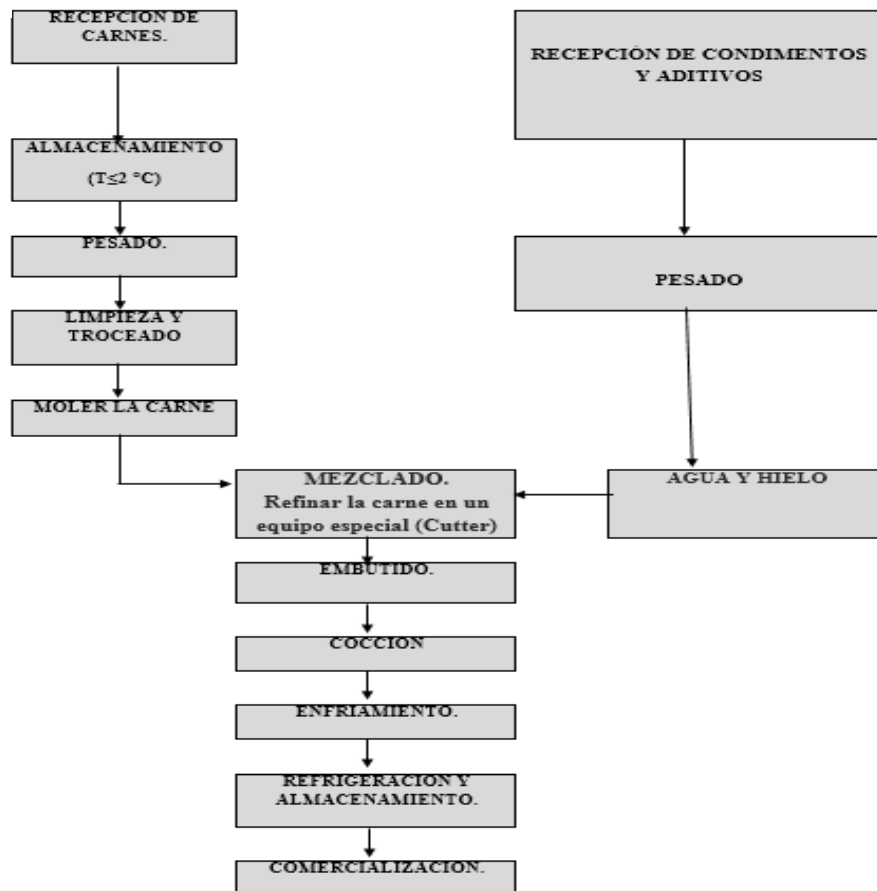 RECEPCIÓN DE
CARNES.
ALMACENAMIENTO
(T≤2 °C)
PESADO.
LIMPIEZA Y
TROCEADO
MOLER LA CARNE
RECEPCIÓN DE CONDIMENTOS
Y ADITIVOS
PESADO
AGUA Y HIELO
MEZCLADO.
Refinar la carne en un
equipo especial (Cutter)
EMBUTIDO.
COCCION
ENFRIAMIENTO.
REFRIGERACION Y
ALMACENAMIENTO.
COMERCIALIZACION.